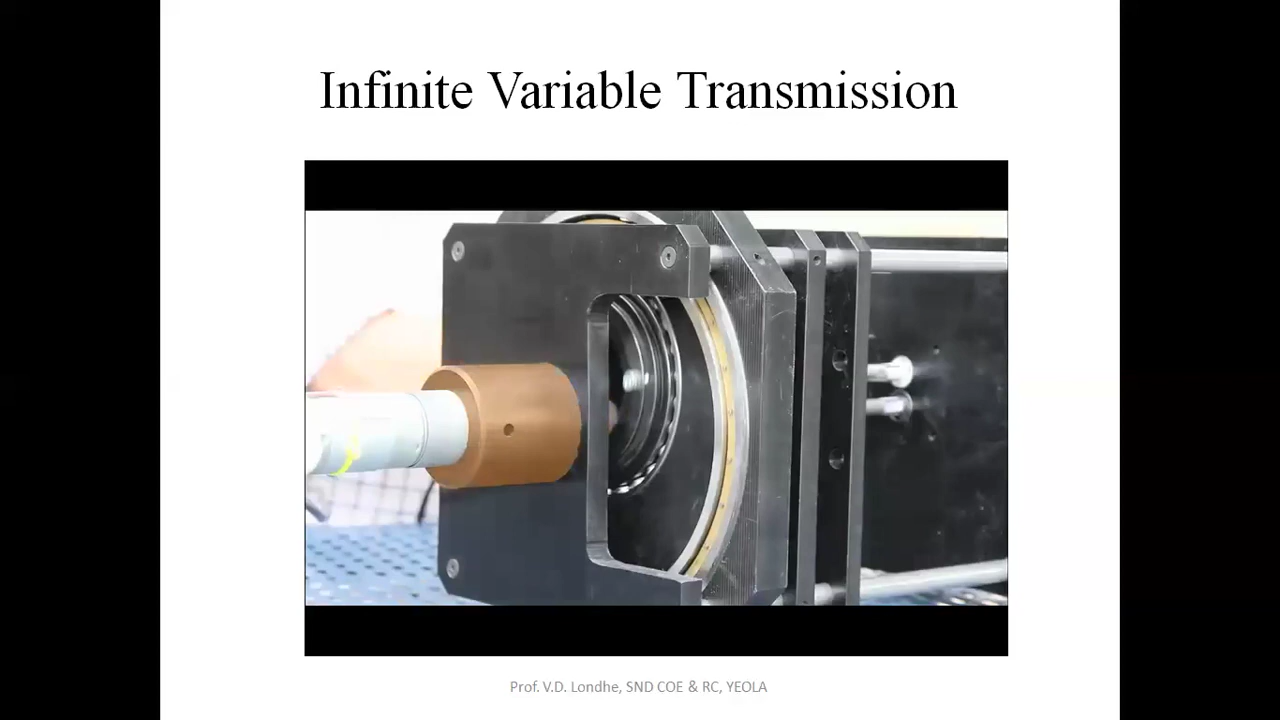 Infinite Variable Transmission
Prof. V.D. Londhe, SND COE & RC, YEOLA